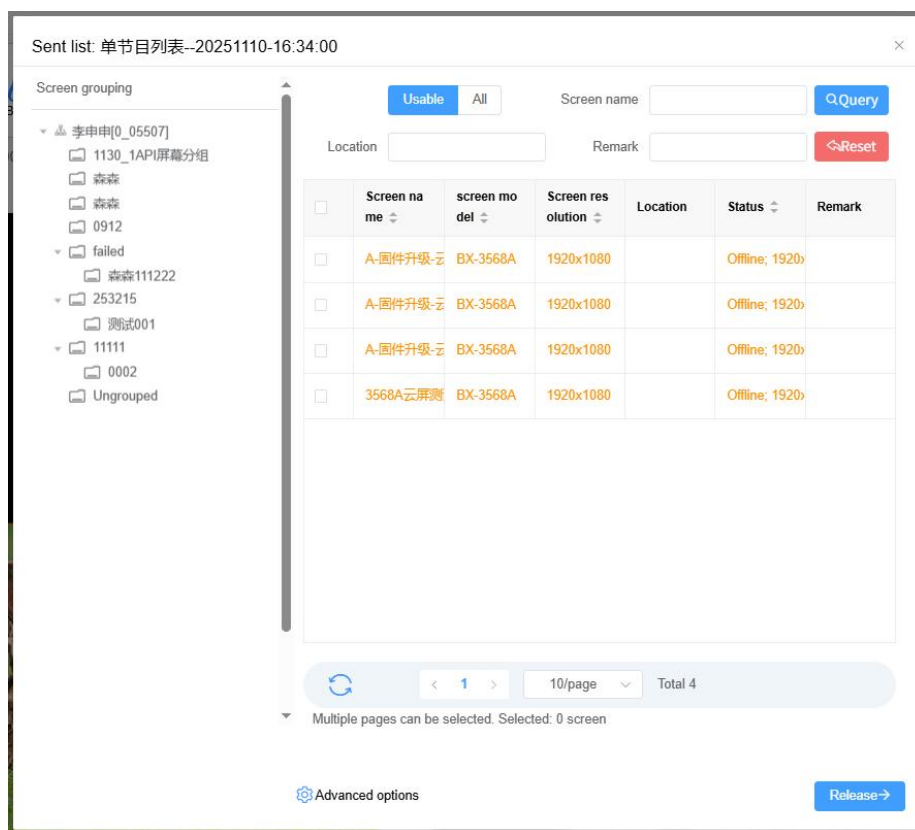 Sent list: 单节目列表--20251110-16:34:00
Screen grouping
李申申[0_05507]
1130_1API屏幕分组
森森
森森
0912
failed
森森111222
253215
测试001
11111
0002
Ungrouped
Usable All Screen name Query
Location Remark Reset
Screen name screen model Screen resolution Location Status Remark
A-固件升级-云 BX-3568A 1920x1080 Offline; 1920x
A-固件升级-云 BX-3568A 1920x1080 Offline; 1920x
A-固件升级-云 BX-3568A 1920x1080 Offline; 1920x
3568A云屏测 BX-3568A 1920x1080 Offline; 1920x
1 10/page Total 4
Multiple pages can be selected. Selected: 0 screen
Advanced options Release